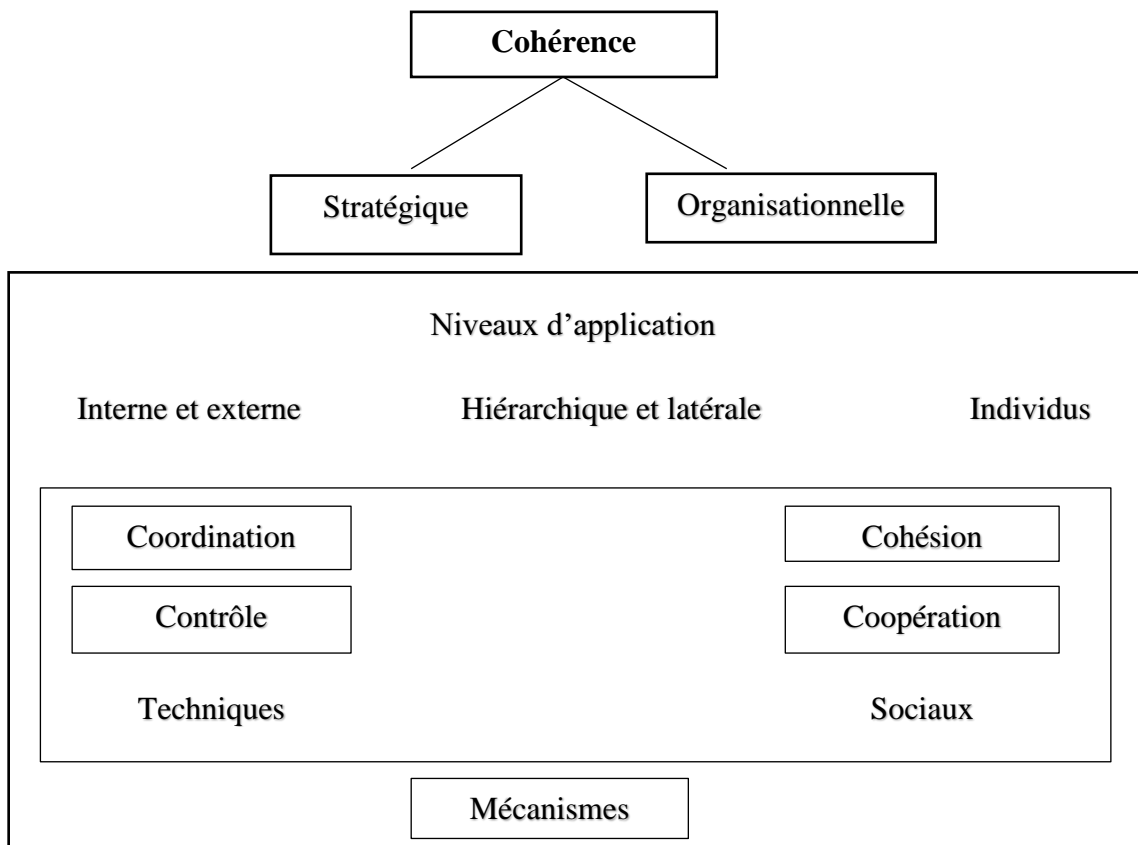 Cohérence
Stratégique
Organisationnelle
Niveaux d’application
Interne et externe
Hiérarchique et latérale
Individus
Coordination
Cohésion
Contrôle
Coopération
Techniques
Sociaux
Mécanismes